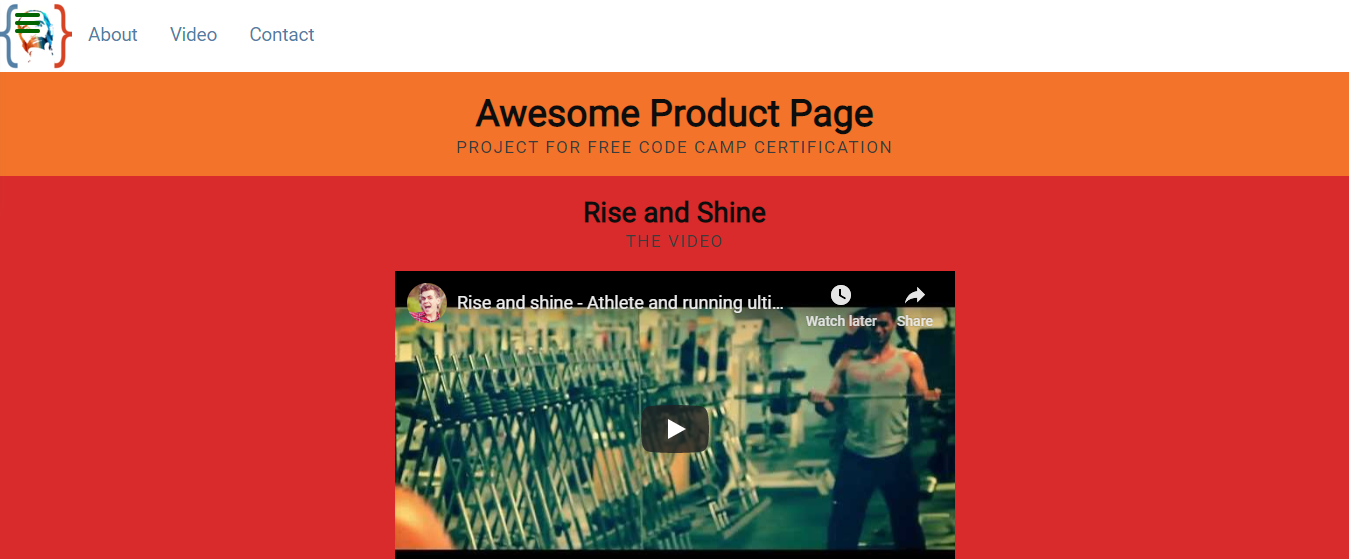 About Video Contact
Awesome Product Page
PROJECT FOR FREE CODE CAMP CERTIFICATION
Rise and Shine
THE VIDEO
Rise and shine - Athlete and running ulti...
Watch later Share